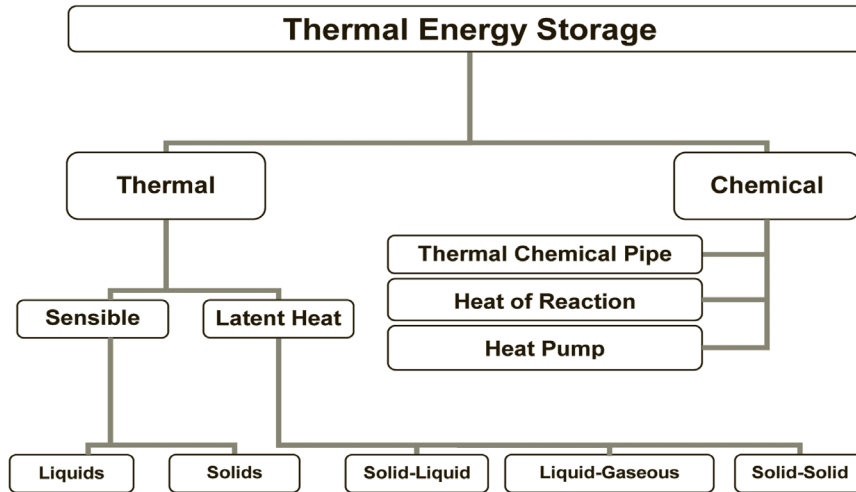 Thermal Energy Storage
Thermal
Chemical
Thermal Chemical Pipe
Heat of Reaction
Heat Pump
Sensible
Latent Heat
Liquids
Solids
Solid-Liquid
Liquid-Gaseous
Solid-Solid